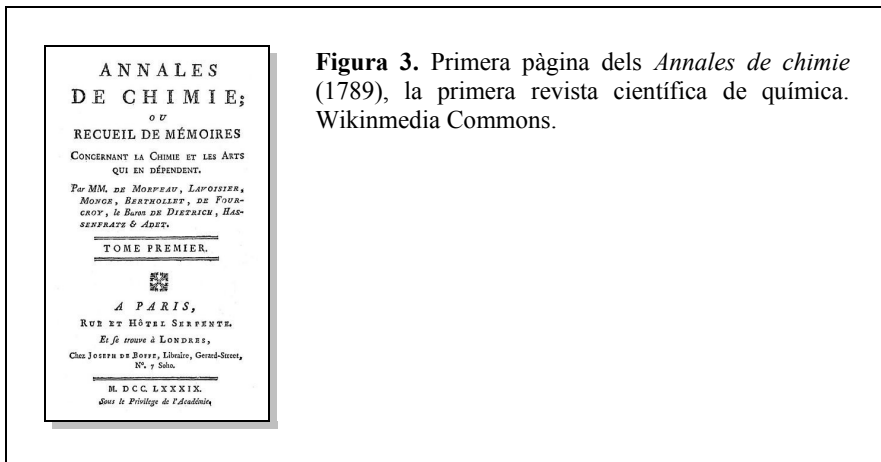 ANNALES
DE CHIMIE;
OU
RECUEIL DE MÉMOIRES
CONCERNANT LA CHIMIE ET LES ARTS
QUI EN DÉPENDENT.
Par MM. DE MORVEAU, LAVOISIER,
MONGE, BERTHOLLET, DE FOUR-
CROY, le Baron DE DIETRICH, HAS-
SENFRATZ & ADET.
TOME PREMIER.
A PARIS,
RUE ET HÔTEL SERPENTE.
Et se trouve à LONDRES,
Chez JOSEPH DE BOFFE, Libraire, Gerard-Street,
Nº. 7 Soho.
M. DCC. LXXXIX.
Sous le Privilege de l'Académie,
Figura 3. Primera pàgina dels Annales de chimie
(1789), la primera revista científica de química.
Wikinmedia Commons.